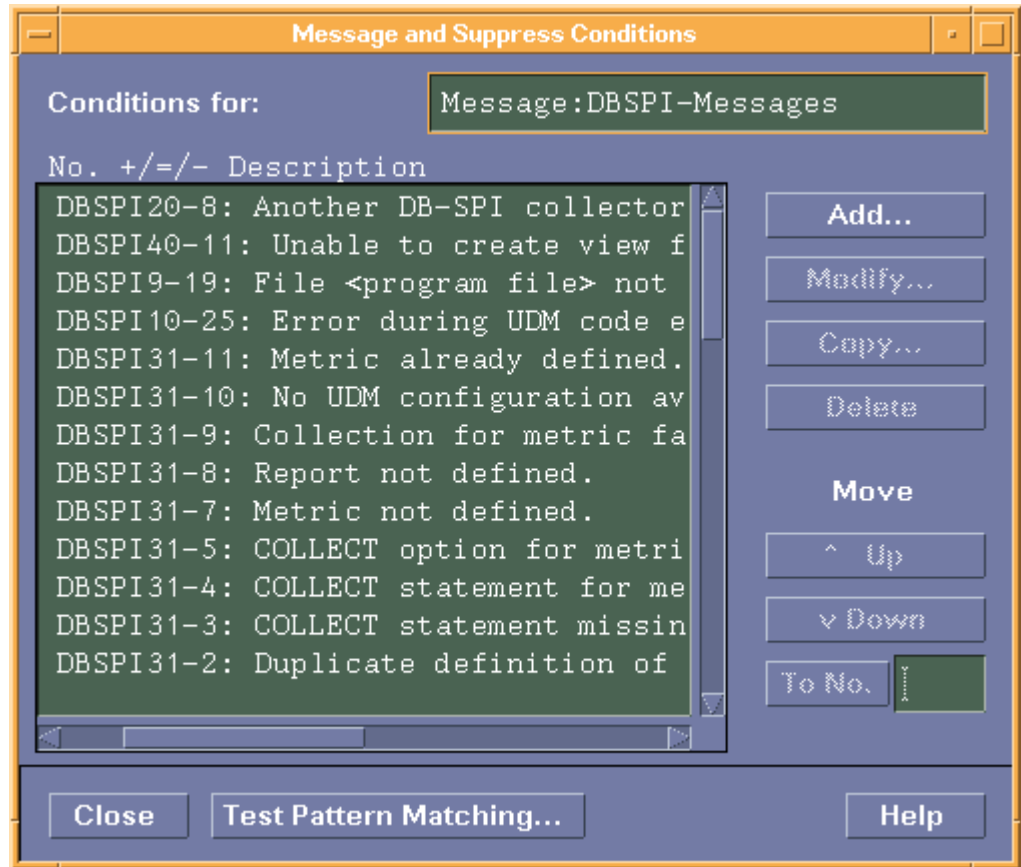 Message and Suppress Conditions
Conditions for:
Message:DBSPI-Messages
No. +/=/- Description
DBSPI20-8: Another DB-SPI collector
DBSPI40-11: Unable to create view f
DBSPI9-19: File <program file> not
DBSPI10-25: Error during UDM code e
DBSPI31-11: Metric already defined.
DBSPI31-10: No UDM configuration av
DBSPI31-9: Collection for metric fa
DBSPI31-8: Report not defined.
DBSPI31-7: Metric not defined.
DBSPI31-5: COLLECT option for metri
DBSPI31-4: COLLECT statement for me
DBSPI31-3: COLLECT statement missin
DBSPI31-2: Duplicate definition of
Add...
Modify...
Copy...
Delete
Move
^ Up
v Down
To No.
Close
Test Pattern Matching...
Help